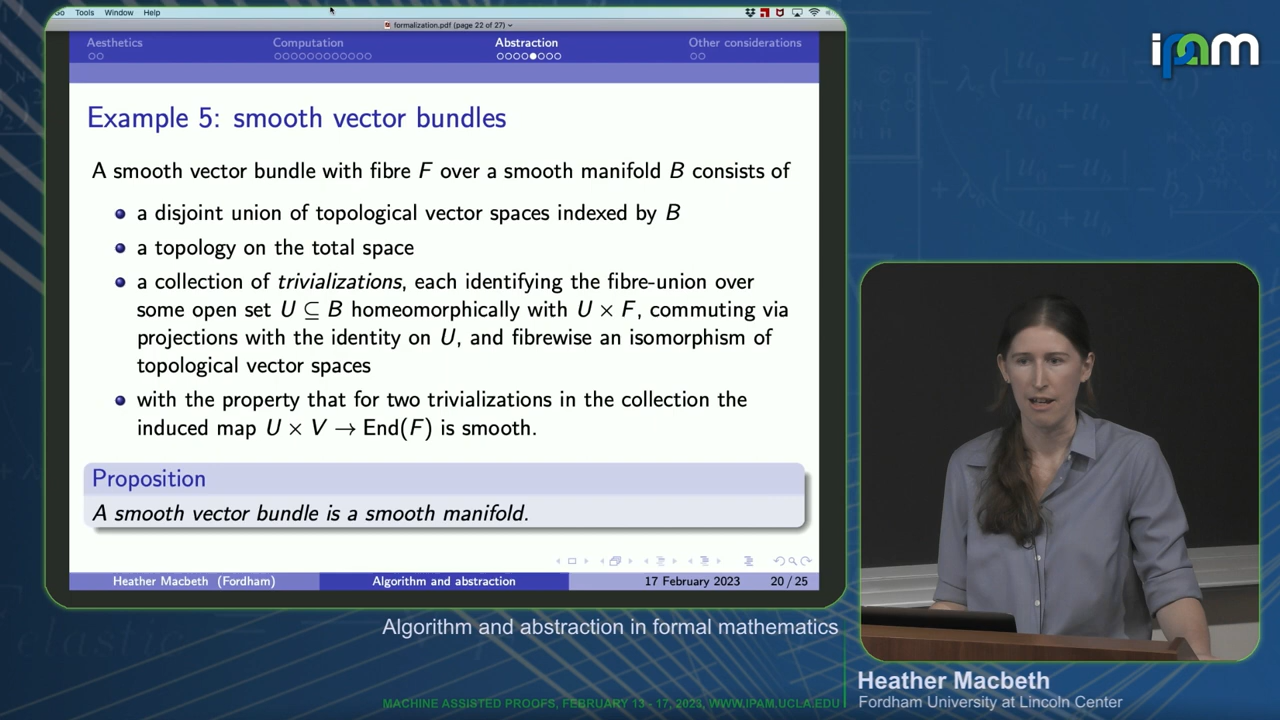 Go Tools Window Help
formalization.pdf (page 22 of 27)
Aesthetics Computation Abstraction Other considerations
Example 5: smooth vector bundles
A smooth vector bundle with fibre F over a smooth manifold B consists of
a disjoint union of topological vector spaces indexed by B
a topology on the total space
a collection of trivializations, each identifying the fibre-union over
some open set U ⊆ B homeomorphically with U × F, commuting via
projections with the identity on U, and fibrewise an isomorphism of
topological vector spaces
with the property that for two trivializations in the collection the
induced map U × V → End(F) is smooth.
Proposition
A smooth vector bundle is a smooth manifold.
Heather Macbeth (Fordham) Algorithm and abstraction 17 February 2023 20 / 25
ipam
Algorithm and abstraction in formal mathematics
Heather Macbeth
Fordham University at Lincoln Center
MACHINE ASSISTED PROOFS, FEBRUARY 13 - 17, 2023, WWW.IPAM.UCLA.EDU
elastic